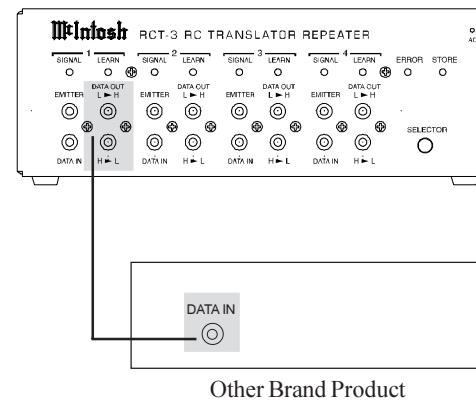 McIntosh RCT-3 RC TRANSLATOR REPEATER
1 2 3 4
SIGNAL LEARN SIGNAL LEARN SIGNAL LEARN SIGNAL LEARN ERROR STORE
DATA OUT DATA OUT DATA OUT DATA OUT
EMITTER L ► H EMITTER L ► H EMITTER L ► H EMITTER L ► H
SELECTOR
DATA IN H ► L DATA IN H ► L DATA IN H ► L DATA IN H ► L
DATA IN
Other Brand Product